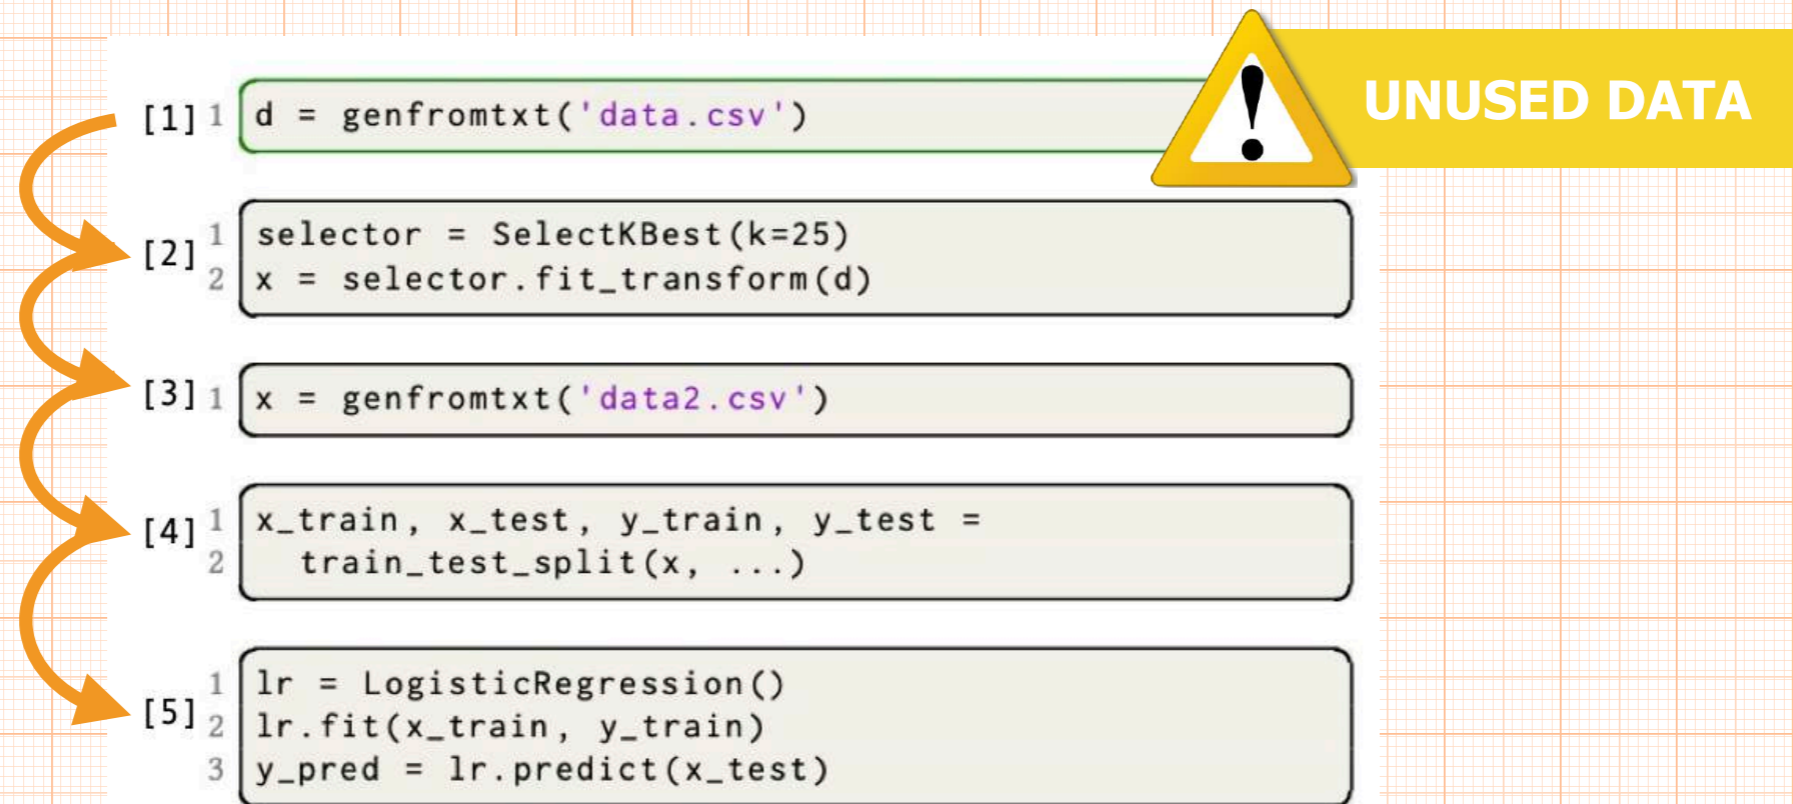 UNUSED DATA
[1] 1 d = genfromtxt('data.csv')
[2]
1 selector = SelectKBest(k=25)
2 x = selector.fit_transform(d)
[3] 1 x = genfromtxt('data2.csv')
[4]
1 x_train, x_test, y_train, y_test =
2 train_test_split(x, ...)
[5]
1 lr = LogisticRegression()
2 lr.fit(x_train, y_train)
3 y_pred = lr.predict(x_test)